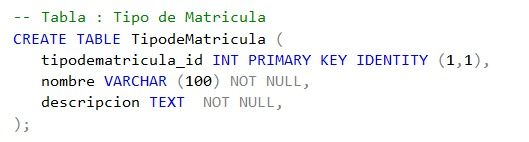 -- Tabla : Tipo de Matricula
CREATE TABLE TipodeMatricula (
   tipodematricula_id INT PRIMARY KEY IDENTITY (1,1),
   nombre VARCHAR (100) NOT NULL,
   descripcion TEXT  NOT NULL,
);